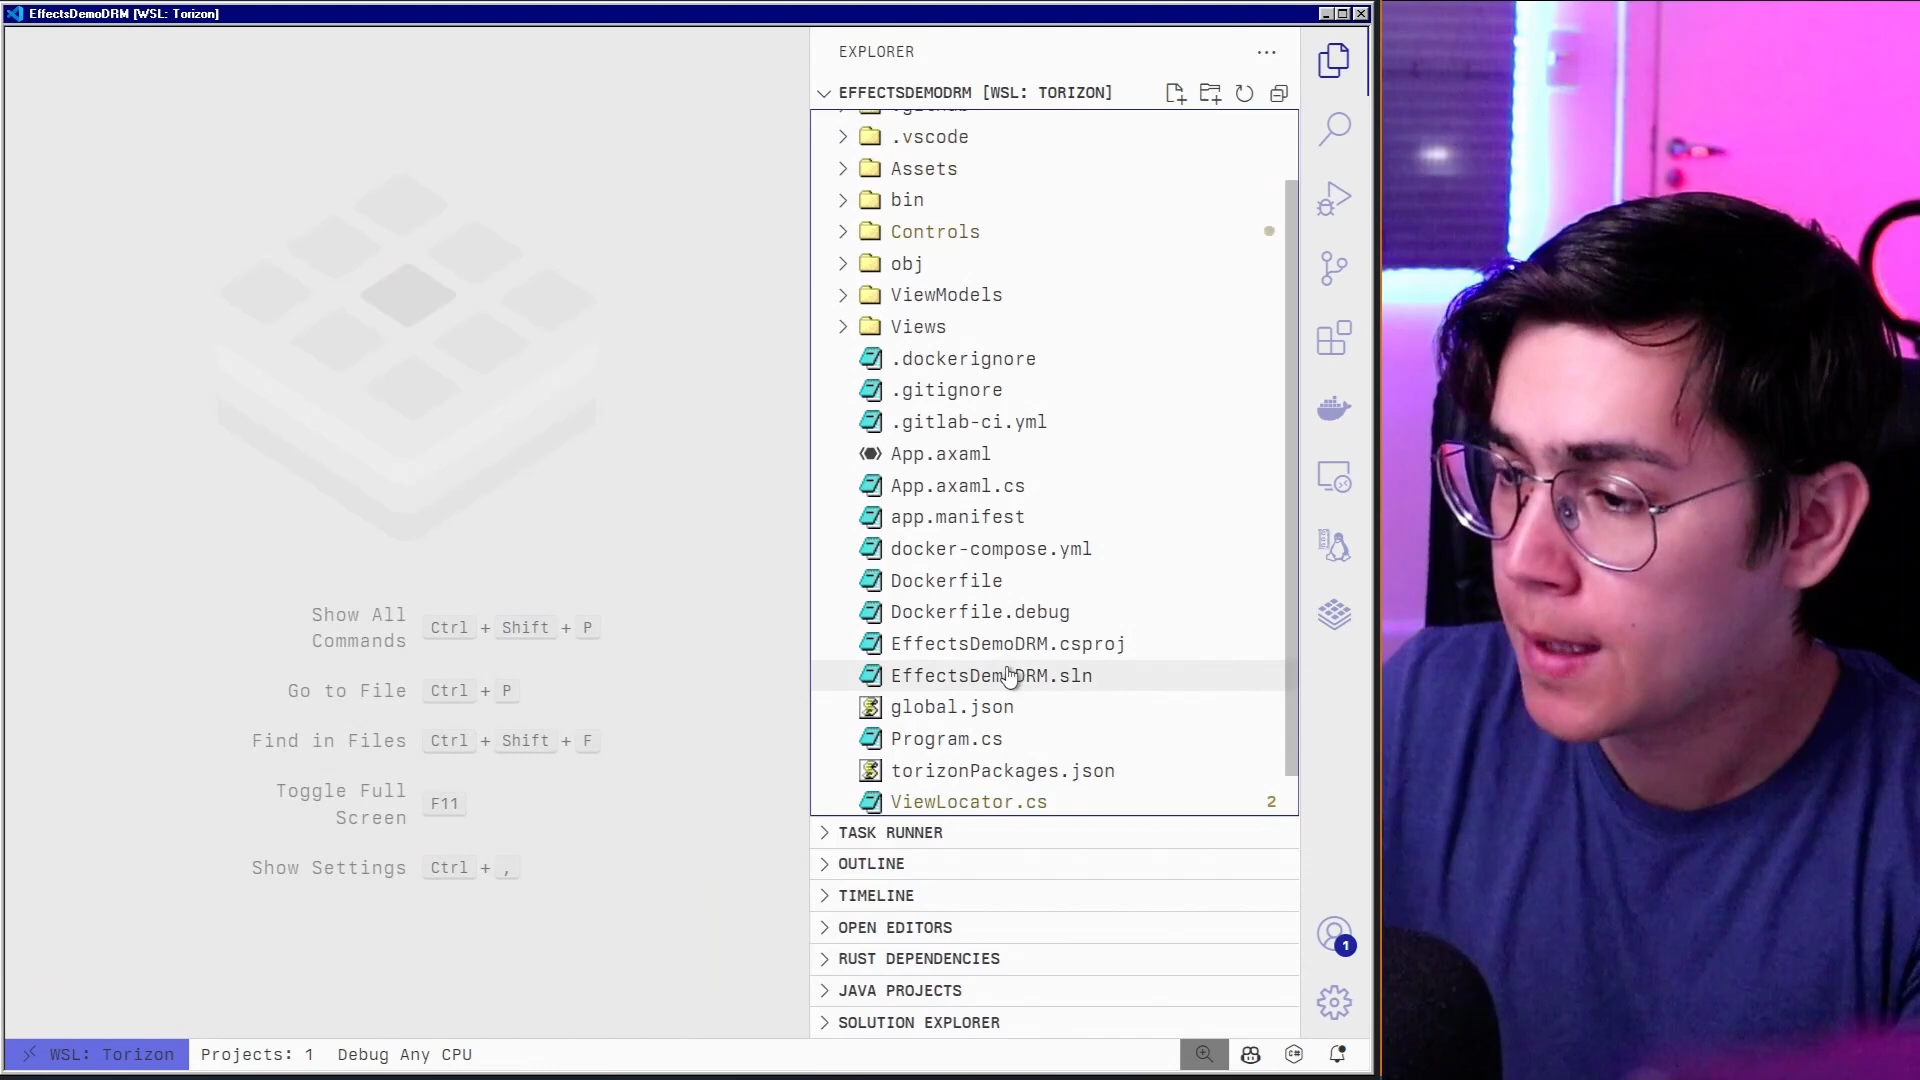 EffectsDemoDRM [WSL: Torizon]
EXPLORER
EFFECTSDEMODRM [WSL: TORIZON]
.github
.vscode
Assets
bin
Controls
obj
ViewModels
Views
.dockerignore
.gitignore
.gitlab-ci.yml
App.axaml
App.axaml.cs
app.manifest
docker-compose.yml
Dockerfile
Dockerfile.debug
EffectsDemoDRM.csproj
EffectsDemoDRM.sln
global.json
Program.cs
torizonPackages.json
ViewLocator.cs 2
TASK RUNNER
OUTLINE
TIMELINE
OPEN EDITORS
RUST DEPENDENCIES
JAVA PROJECTS
SOLUTION EXPLORER
Show All
Commands
Ctrl + Shift + P
Go to File Ctrl + P
Find in Files Ctrl + Shift + F
Toggle Full
Screen
F11
Show Settings Ctrl + ,
1
WSL: Torizon Projects: 1 Debug Any CPU